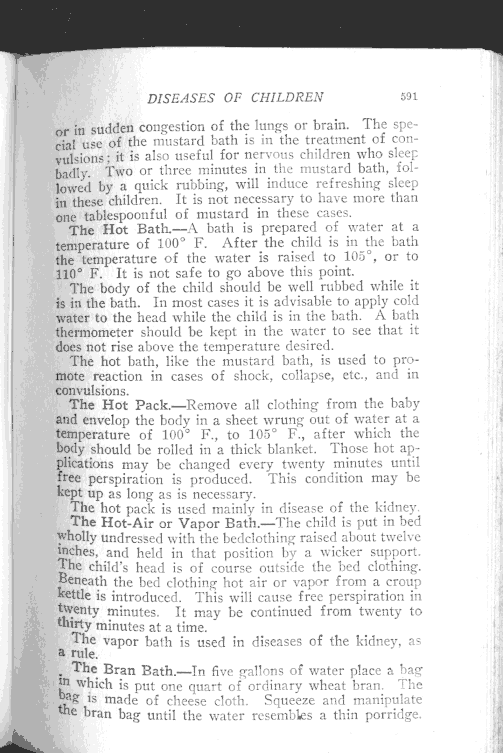 DISEASES OF CHILDREN 591
or in sudden congestion of the lungs or brain. The spe-
cial use of the mustard bath is in the treatment of con-
vulsions; it is also useful for nervous children who sleep
badly. Two or three minutes in the mustard bath, fol-
lowed by a quick rubbing, will induce refreshing sleep
in these children. It is not necessary to have more than
one tablespoonful of mustard in these cases.
The Hot Bath.—A bath is prepared of water at a
temperature of 100° F. After the child is in the bath
the temperature of the water is raised to 105°, or to
110° F. It is not safe to go above this point.
The body of the child should be well rubbed while it
is in the bath. In most cases it is advisable to apply cold
water to the head while the child is in the bath. A bath
thermometer should be kept in the water to see that it
does not rise above the temperature desired.
The hot bath, like the mustard bath, is used to pro-
mote reaction in cases of shock, collapse, etc., and in
convulsions.
The Hot Pack.—Remove all clothing from the baby
and envelop the body in a sheet wrung out of water at a
temperature of 100° F., to 105° F., after which the
body should be rolled in a thick blanket. Those hot ap-
plications may be changed every twenty minutes until
free perspiration is produced. This condition may be
kept up as long as is necessary.
The hot pack is used mainly in disease of the kidney.
The Hot-Air or Vapor Bath.—The child is put in bed
wholly undressed with the bedclothing raised about twelve
inches, and held in that position by a wicker support.
The child's head is of course outside the bed clothing.
Beneath the bed clothing hot air or vapor from a croup
kettle is introduced. This will cause free perspiration in
twenty minutes. It may be continued from twenty to
thirty minutes at a time.
The vapor bath is used in diseases of the kidney, as
a rule.
The Bran Bath.—In five gallons of water place a bag
in which is put one quart of ordinary wheat bran. The
bag is made of cheese cloth. Squeeze and manipulate
the bran bag until the water resembles a thin porridge.